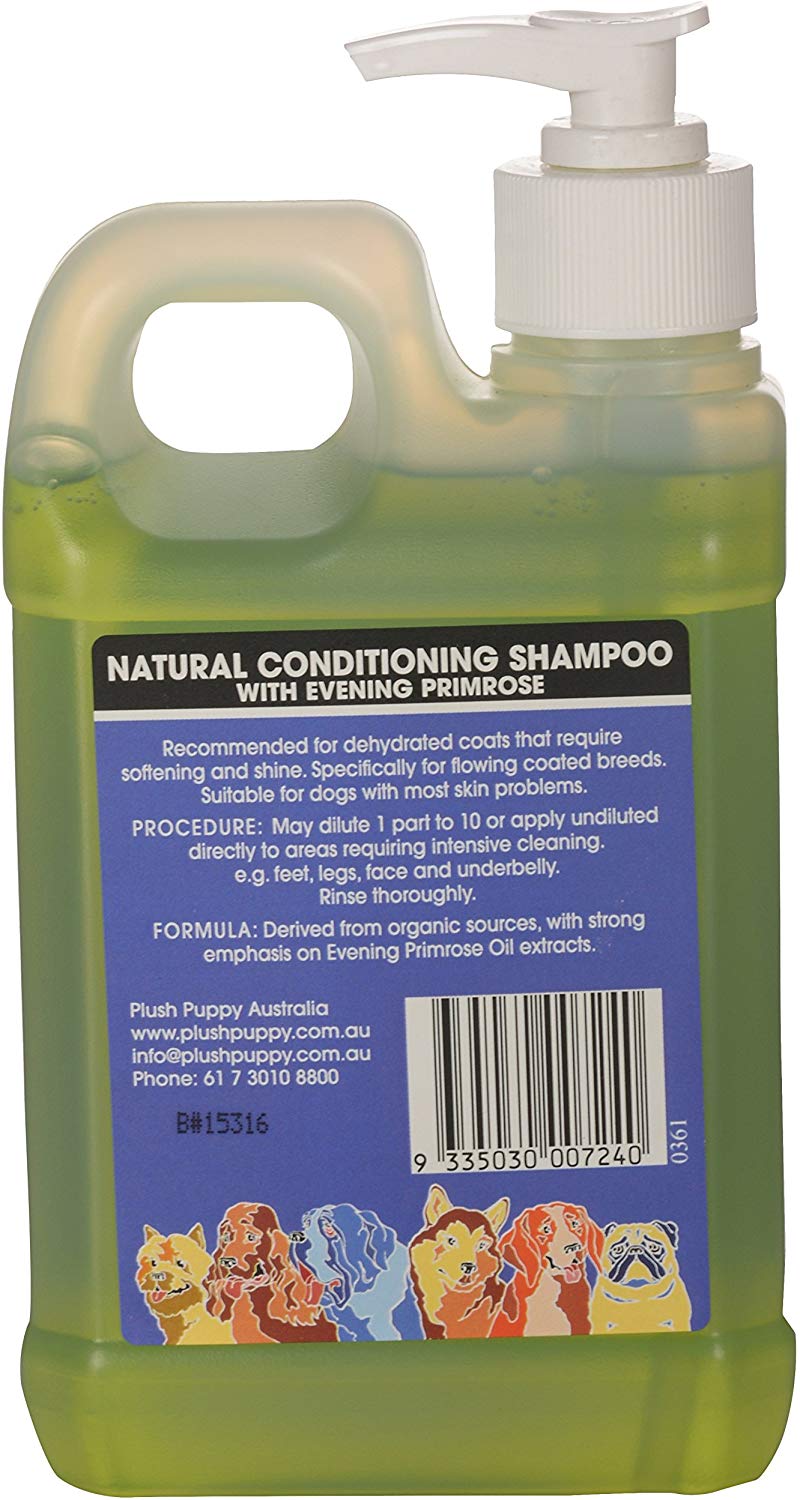 NATURAL CONDITIONING SHAMPOO
WITH EVENING PRIMROSE
Recommended for dehydrated coats that require
softening and shine. Specifically for flowing coated breeds.
Suitable for dogs with most skin problems.
PROCEDURE: May dilute 1 part to 10 or apply undiluted
directly to areas requiring intensive cleaning.
e.g. feet, legs, face and underbelly.
Rinse thoroughly.
FORMULA: Derived from organic sources, with strong
emphasis on Evening Primrose Oil extracts.
Plush Puppy Australia
www.plushpuppy.com.au
info@plushpuppy.com.au
Phone: 61 7 3010 8800
B#15316
9 335030 007240
0361